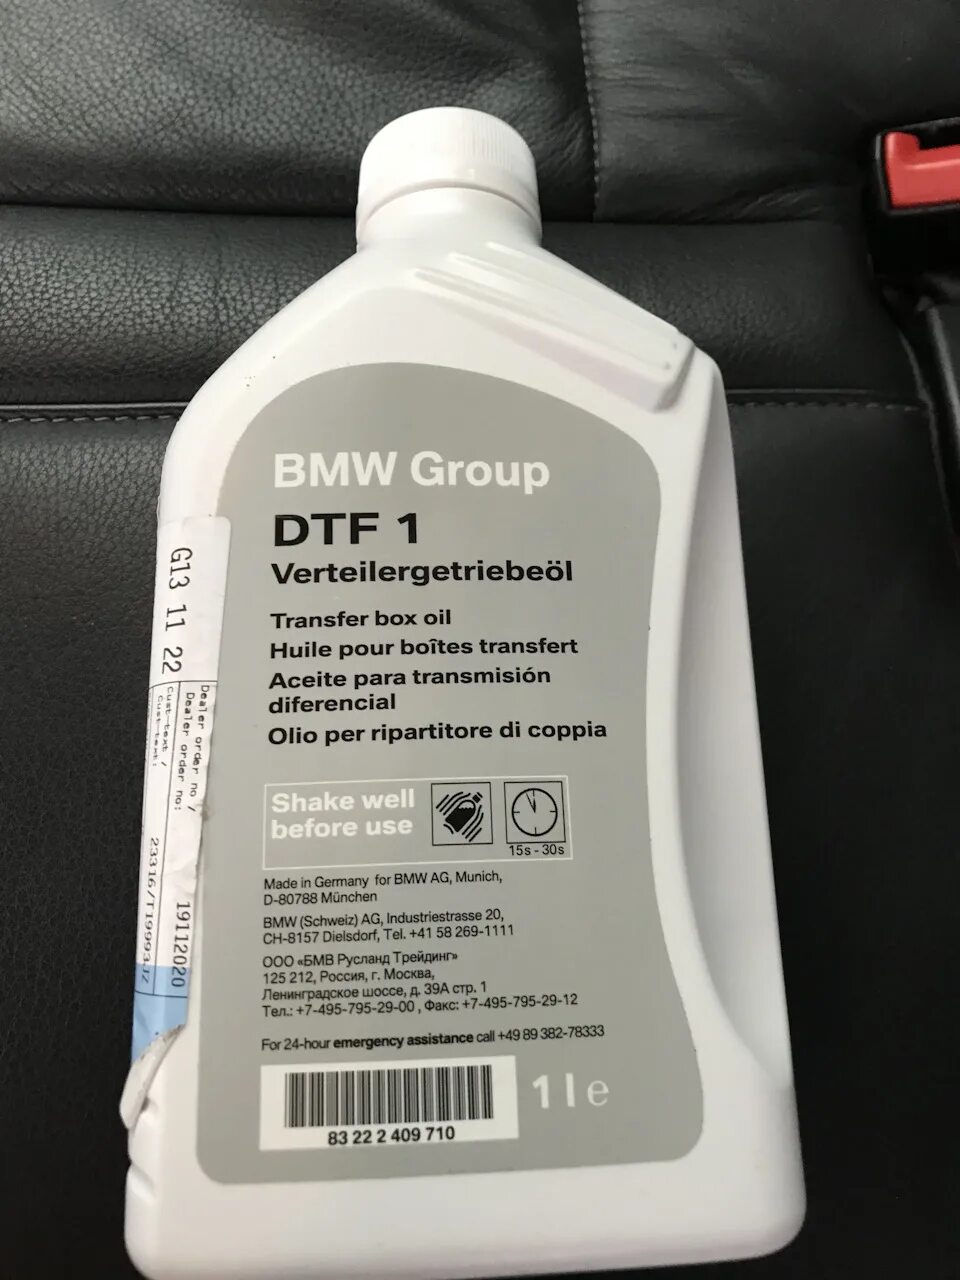 BMW Group
DTF 1
Verteilergetriebeöl
Transfer box oil
Huile pour boîtes transfert
Aceite para transmisión
diferencial
Olio per ripartitore di coppia
Shake well
before use
15s - 30s
Made in Germany for BMW AG, Munich,
D-80788 München
BMW (Schweiz) AG, Industriestrasse 20,
CH-8157 Dielsdorf, Tel. +41 58 269-1111
ООО «БМВ Русланд Трейдинг»
125 212, Россия, г. Москва,
Ленинградское шоссе, д. 39А стр. 1
Тел.: +7-495-795-29-00 , Факс: +7-495-795-29-12
For 24-hour emergency assistance call +49 89 382-78333
83 22 2 409 710
1 l e
G13 11 22
Dealer order no /
Dealer order no:
19112020
cust-text /
cust-text: